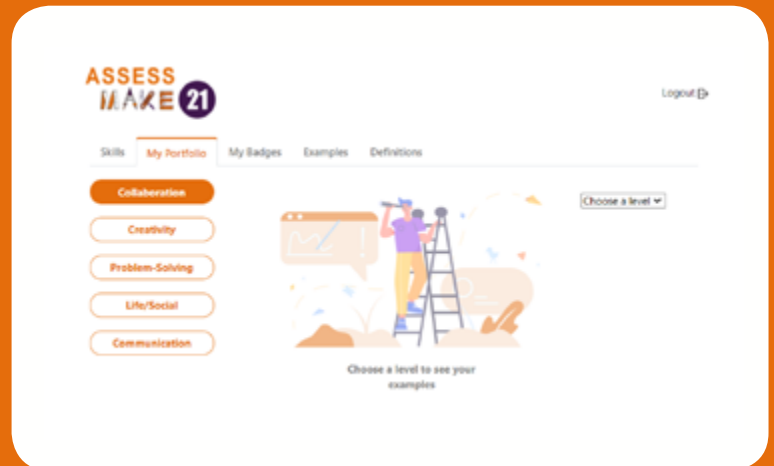 ASSESS
MAKE 21
Logout
Skills My Portfolio My Badges Examples Definitions
Collaboration
Choose a level
Creativity
Problem-Solving
Life/Social
Communication
Choose a level to see your
examples